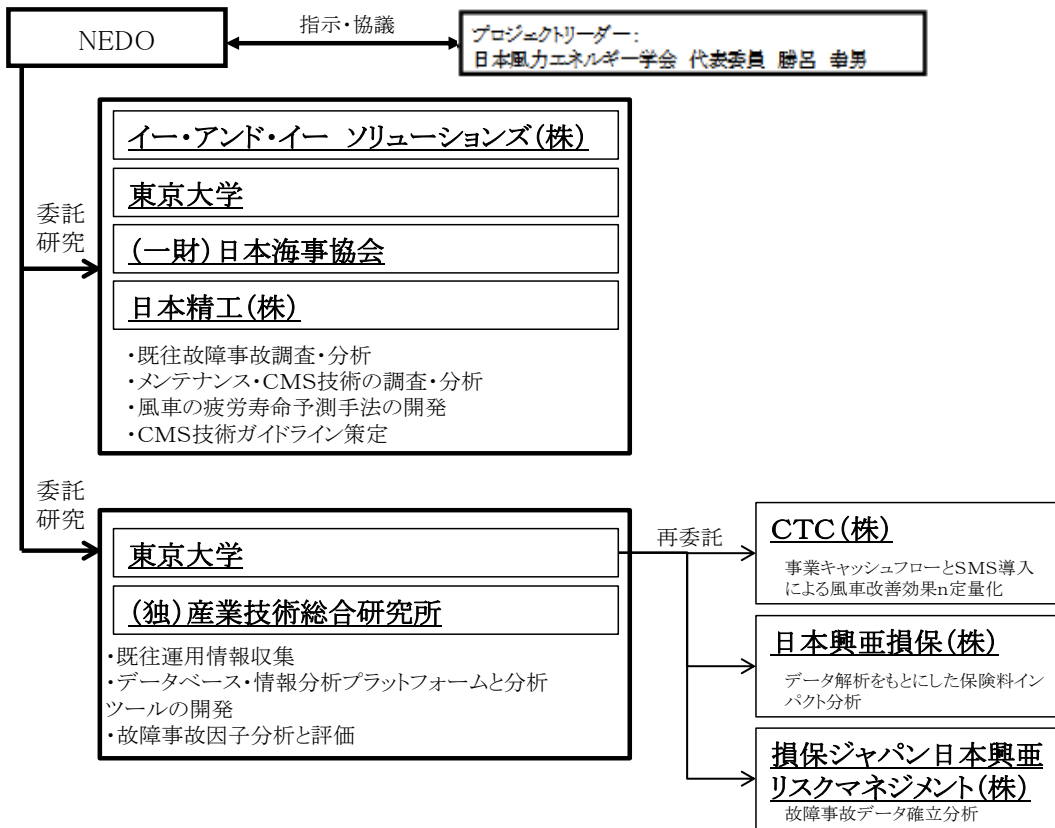 NEDO
指示・協議
プロジェクトリーダー:
日本風力エネルギー学会 代表委員 勝呂 幸男
委託
研究
イー・アンド・イー ソリューションズ(株)
東京大学
(一財)日本海事協会
日本精工(株)
・既往故障事故調査・分析
・メンテナンス・CMS技術の調査・分析
・風車の疲労寿命予測手法の開発
・CMS技術ガイドライン策定
委託
研究
東京大学
(独)産業技術総合研究所
・既往運用情報収集
・データベース・情報分析プラットフォームと分析
ツールの開発
・故障事故因子分析と評価
再委託
CTC(株)
事業キャッシュフローとSMS導入
による風車改善効果n定量化
日本興亜損保(株)
データ解析をもとにした保険料イン
パクト分析
損保ジャパン日本興亜
リスクマネジメント(株)
故障事故データ確立分析